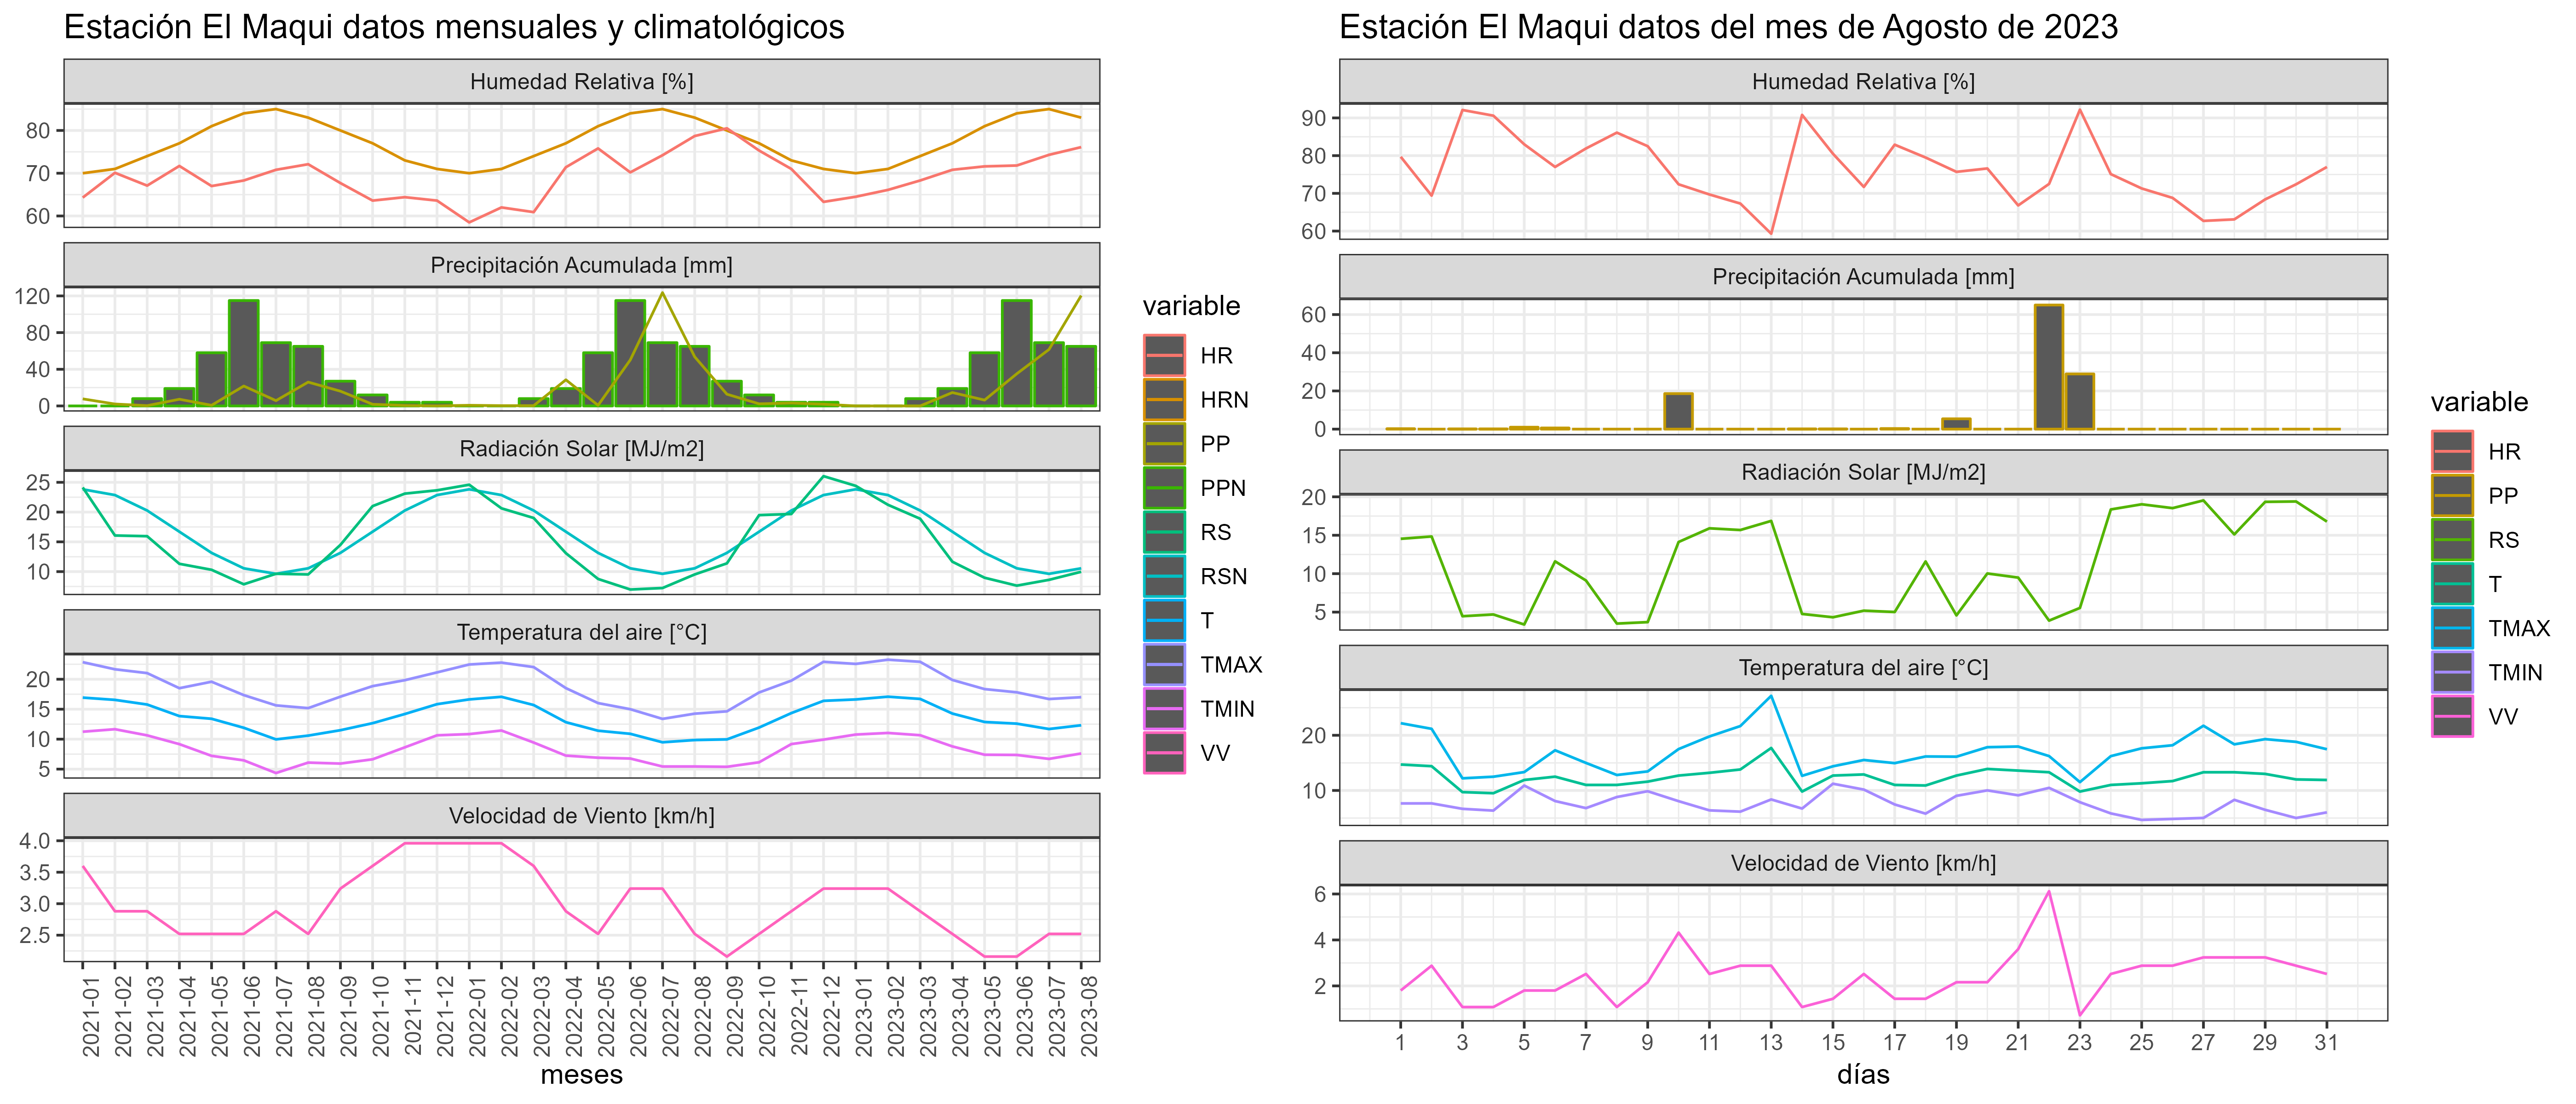 Estación El Maqui datos mensuales y climatológicos
Humedad Relativa [%]
80
70
60
Precipitación Acumulada [mm]
120
80
40
0
Radiación Solar [MJ/m2]
25
20
15
10
Temperatura del aire [°C]
20
15
10
5
Velocidad de Viento [km/h]
4.0
3.5
3.0
2.5
2021-01
2021-02
2021-03
2021-04
2021-05
2021-06
2021-07
2021-08
2021-09
2021-10
2021-11
2021-12
2022-01
2022-02
2022-03
2022-04
2022-05
2022-06
2022-07
2022-08
2022-09
2022-10
2022-11
2022-12
2023-01
2023-02
2023-03
2023-04
2023-05
2023-06
2023-07
2023-08
meses
variable
HR
HRN
PP
PPN
RS
RSN
T
TMAX
TMIN
VV
Estación El Maqui datos del mes de Agosto de 2023
Humedad Relativa [%]
90
80
70
60
Precipitación Acumulada [mm]
60
40
20
0
Radiación Solar [MJ/m2]
20
15
10
5
Temperatura del aire [°C]
20
10
Velocidad de Viento [km/h]
6
4
2
1 3 5 7 9 11 13 15 17 19 21 23 25 27 29 31
días
variable
HR
PP
RS
T
TMAX
TMIN
VV